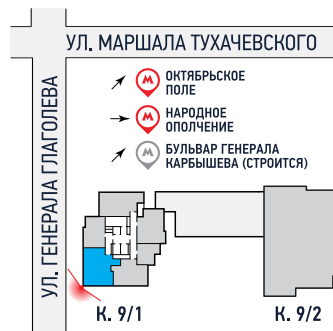 УЛ. МАРШАЛА ТУХАЧЕВСКОГО
УЛ. ГЕНЕРАЛА ГЛАГОЛЕВА
М ОКТЯБРЬСКОЕ
ПОЛЕ
М НАРОДНОЕ
ОПОЛЧЕНИЕ
М БУЛЬВАР ГЕНЕРАЛА
КАРБЫШЕВА (СТРОИТСЯ)
К. 9/1
К. 9/2